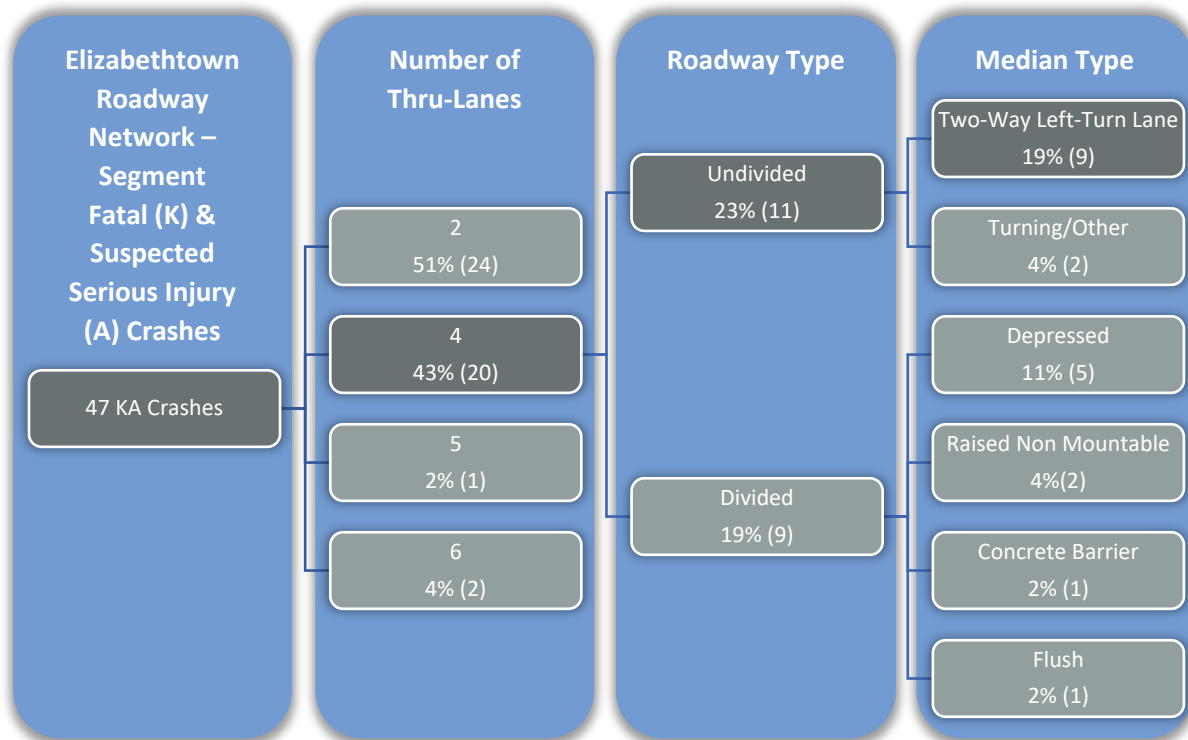 Elizabethtown
Roadway
Network –
Segment
Fatal (K) &
Suspected
Serious Injury
(A) Crashes
47 KA Crashes
Number of
Thru-Lanes
2
51% (24)
4
43% (20)
5
2% (1)
6
4% (2)
Roadway Type
Undivided
23% (11)
Divided
19% (9)
Median Type
Two-Way Left-Turn Lane
19% (9)
Turning/Other
4% (2)
Depressed
11% (5)
Raised Non Mountable
4%(2)
Concrete Barrier
2% (1)
Flush
2% (1)